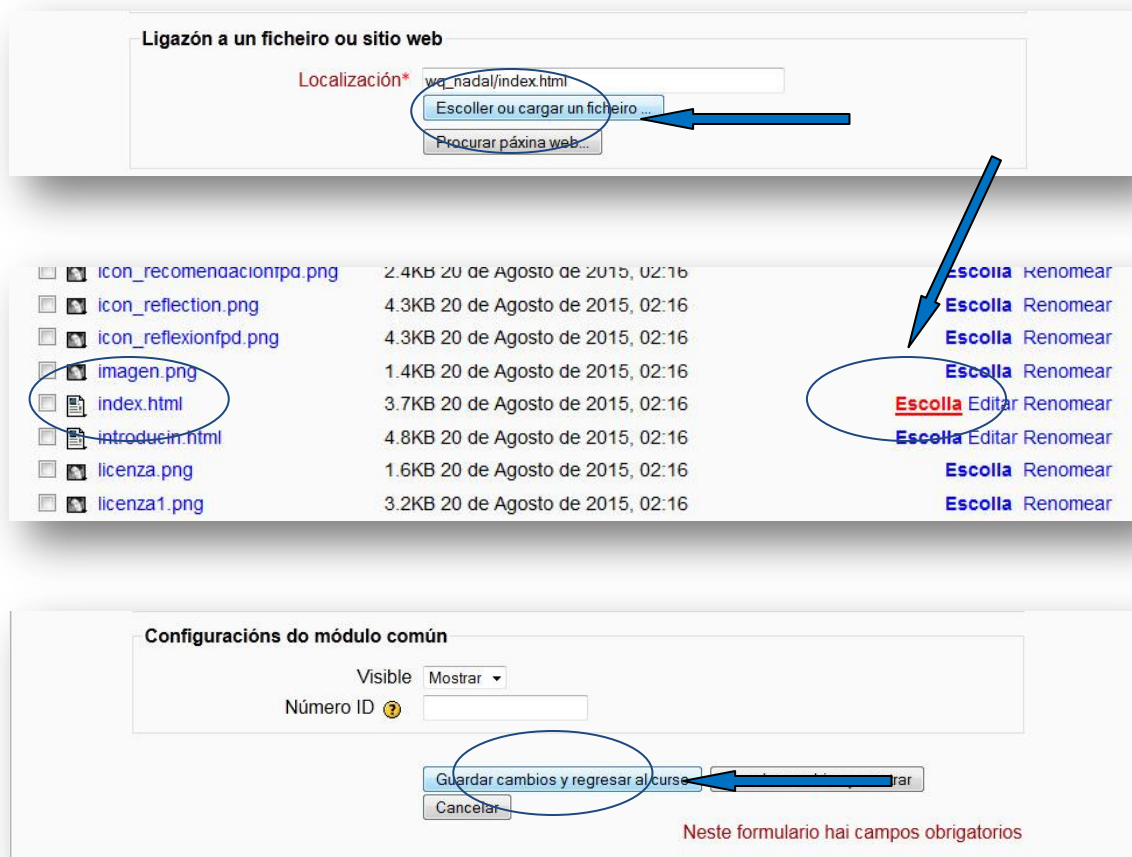 Ligazón a un ficheiro ou sitio web
Localización* wq_nadal/index.html
Escoller ou cargar un ficheiro ...
Procurar páxina web...
icon_recomendacionfpd.png 2.4KB 20 de Agosto de 2015, 02:16 Escolla Renomear
icon_reflection.png 4.3KB 20 de Agosto de 2015, 02:16 Escolla Renomear
icon_reflexionfpd.png 4.3KB 20 de Agosto de 2015, 02:16 Escolla Renomear
imagen.png 1.4KB 20 de Agosto de 2015, 02:16 Escolla Renomear
index.html 3.7KB 20 de Agosto de 2015, 02:16 Escolla Editar Renomear
introducin.html 4.8KB 20 de Agosto de 2015, 02:16 Escolla Editar Renomear
licenza.png 1.6KB 20 de Agosto de 2015, 02:16 Escolla Renomear
licenza1.png 3.2KB 20 de Agosto de 2015, 02:16 Escolla Renomear
Configuracións do módulo común
Visible Mostrar
Número ID
Guardar cambios y regresar al curso
Cancelar
Neste formulario hai campos obrigatorios